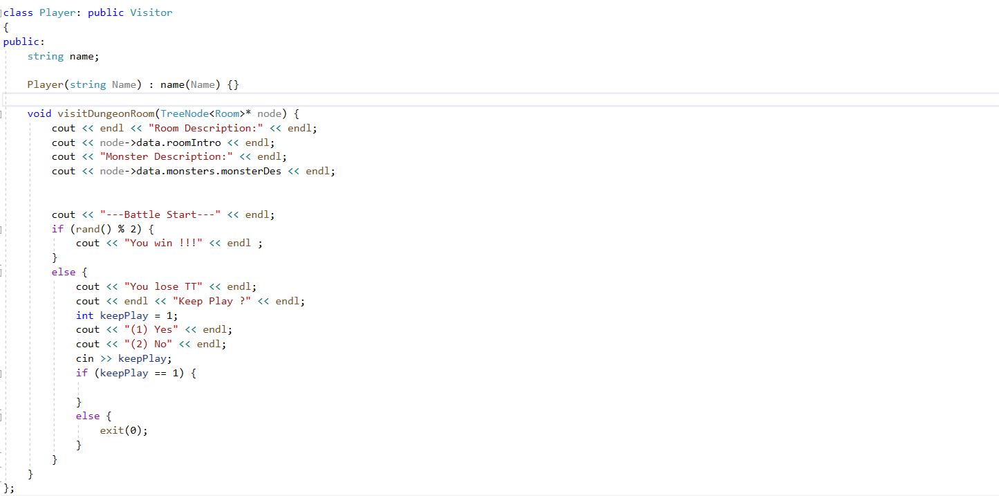 class Player: public Visitor
{
public:
    string name;
    Player(string Name) : name(Name) {}
    void visitDungeonRoom(TreeNode<Room>* node) {
        cout << endl << "Room Description:" << endl;
        cout << node->data.roomIntro << endl;
        cout << "Monster Description:" << endl;
        cout << node->data.monsters.monsterDes << endl;
        cout << "---Battle Start---" << endl;
        if (rand() % 2) {
            cout << "You win !!!" << endl ;
        }
        else {
            cout << "You lose TT" << endl;
            cout << endl << "Keep Play ?" << endl;
            int keepPlay = 1;
            cout << "(1) Yes" << endl;
            cout << "(2) No" << endl;
            cin >> keepPlay;
            if (keepPlay == 1) {
            }
            else {
                exit(0);
            }
        }
    }
};